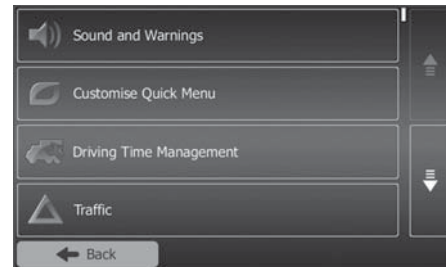 Sound and Warnings
Customise Quick Menu
Driving Time Management
Traffic
Back